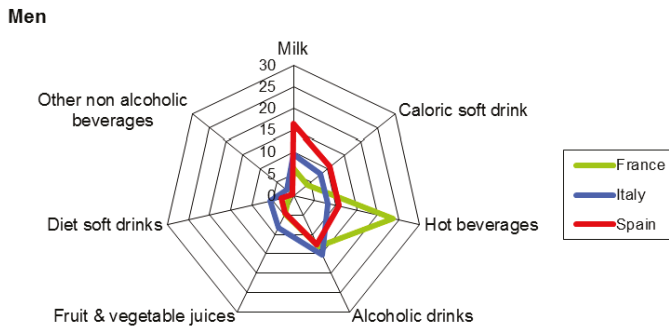 Men
Milk
30
25
20
15
10
5
0
Caloric soft drink
Hot beverages
Alcoholic drinks
Fruit & vegetable juices
Diet soft drinks
Other non alcoholic
beverages
France
Italy
Spain